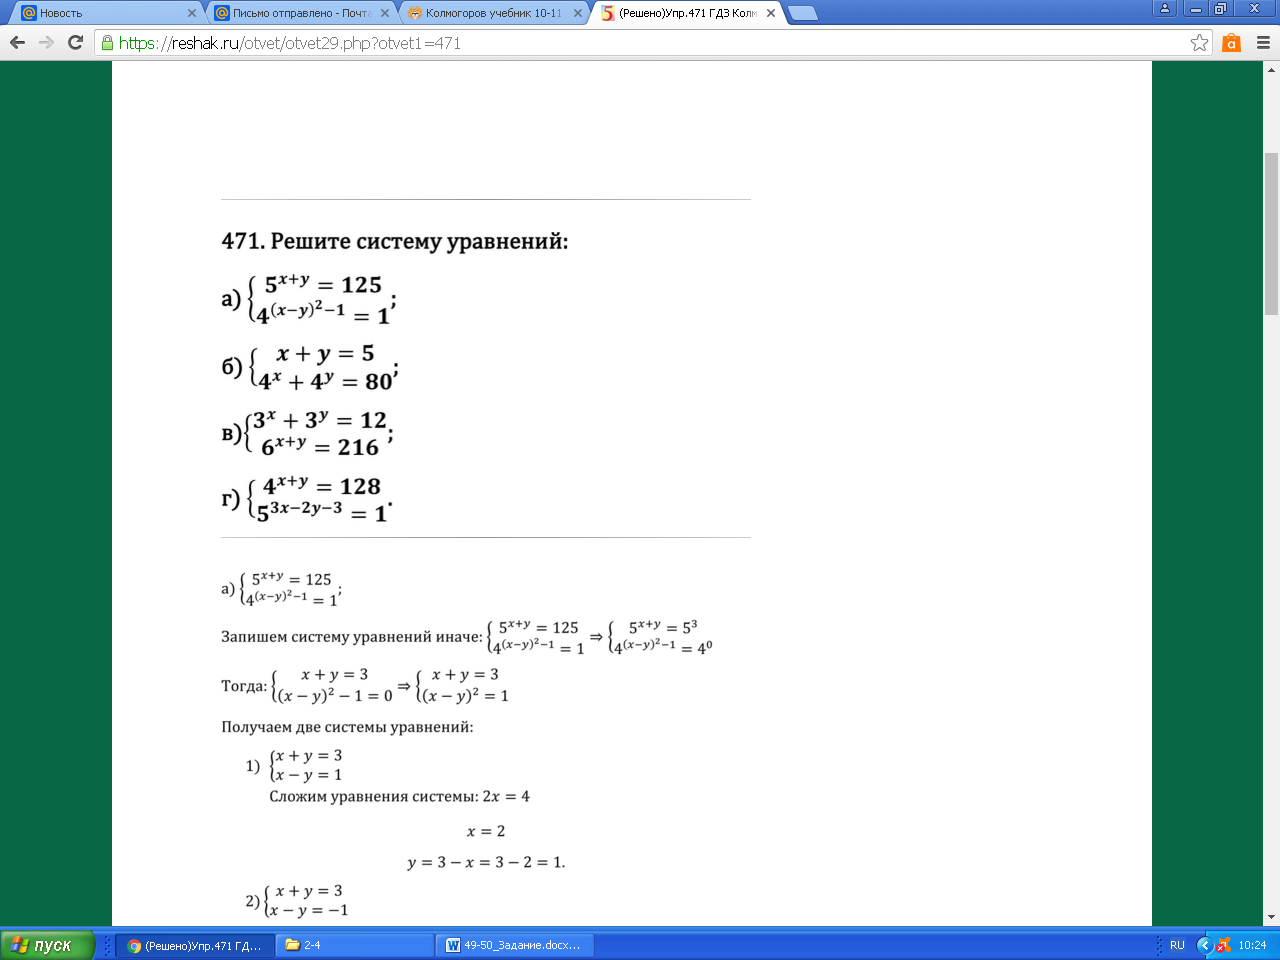 Новость
Письмо отправлено - Почта
Колмогоров учебник 10-11
(Решено)Упр.471 ГДЗ Колм
https://reshak.ru/otvet/otvet29.php?otvet1=471
471. Решите систему уравнений:
а) { 5^{x+y} = 125
4^{(x−y)^2−1} = 1 ;
б) { x + y = 5
4^x + 4^y = 80 ;
в) { 3^x + 3^y = 12
6^{x+y} = 216 ;
г) { 4^{x+y} = 128
5^{3x−2y−3} = 1 .
а) { 5^{x+y} = 125
4^{(x−y)^2−1} = 1 ;
Запишем систему уравнений иначе: { 5^{x+y} = 125 ⇒ { 5^{x+y} = 5^3
4^{(x−y)^2−1} = 1 4^{(x−y)^2−1} = 4^0
Тогда: { x + y = 3 ⇒ { x + y = 3
(x − y)^2 − 1 = 0 (x − y)^2 = 1
Получаем две системы уравнений:
1) { x + y = 3
x − y = 1
Сложим уравнения системы: 2x = 4
x = 2
y = 3 − x = 3 − 2 = 1.
2) { x + y = 3
x − y = −1
пуск
(Решено)Упр.471 ГД...
2-4
49-50_Задание.docx...
RU
10:24